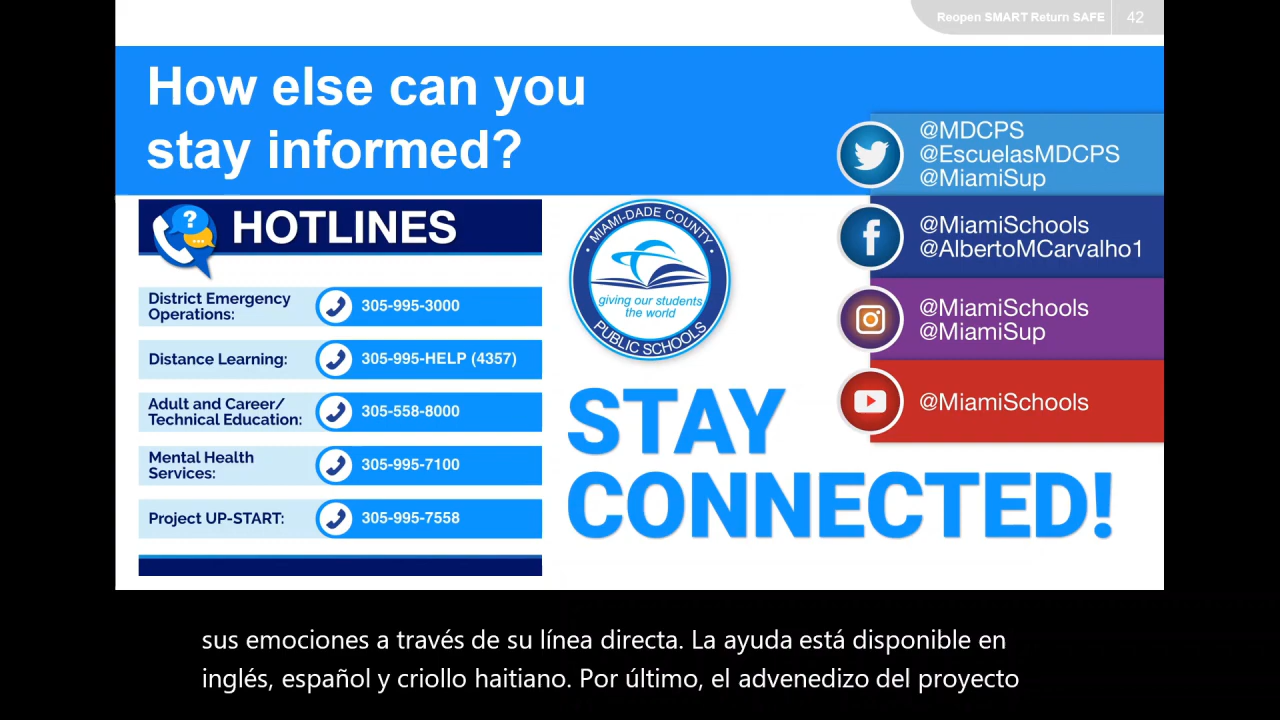 Reopen SMART Return SAFE 42
How else can you
stay informed?
@MDCPS
@EscuelasMDCPS
@MiamiSup
@MiamiSchools
@AlbertoMCarvalho1
@MiamiSchools
@MiamiSup
@MiamiSchools
?
HOTLINES
District Emergency
Operations:
305-995-3000
Distance Learning:
305-995-HELP (4357)
Adult and Career/
Technical Education:
305-558-8000
Mental Health
Services:
305-995-7100
Project UP-START:
305-995-7558
MIAMI-DADE COUNTY
giving our students
the world
PUBLIC SCHOOLS
STAY
CONNECTED!
sus emociones a través de su línea directa. La ayuda está disponible en
inglés, español y criollo haitiano. Por último, el advenedizo del proyecto